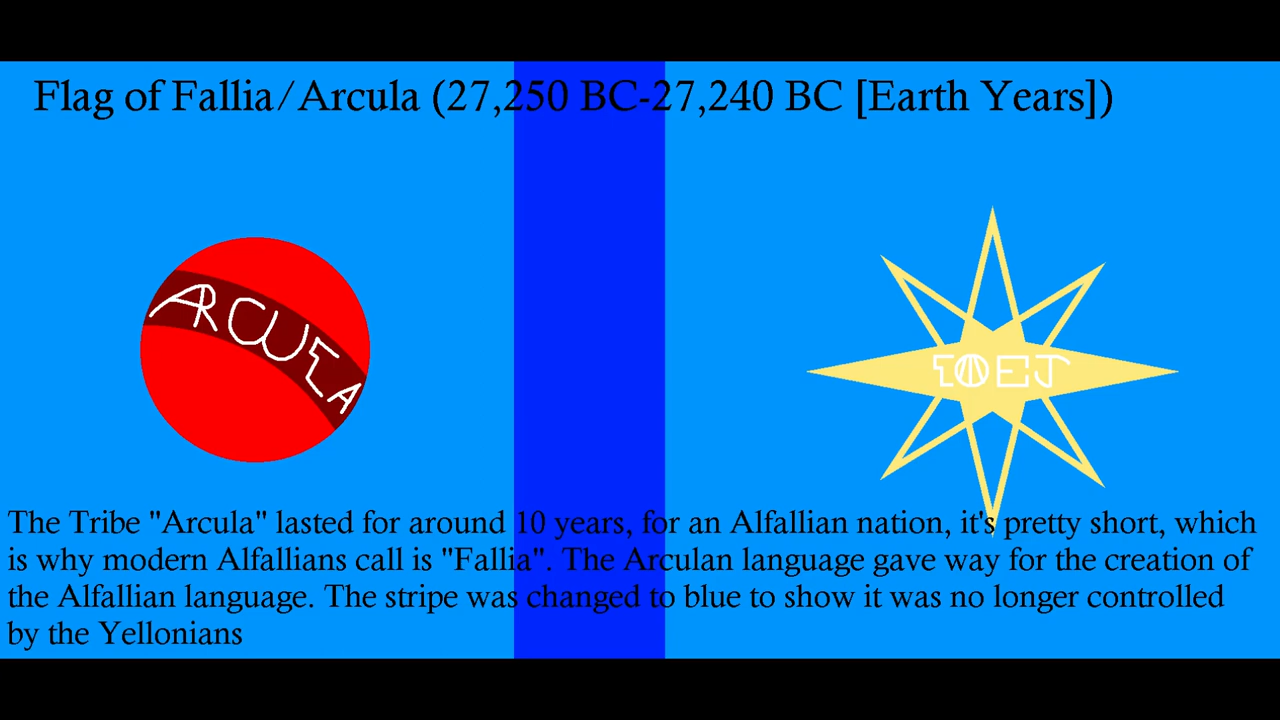 Flag of Fallia/Arcula (27,250 BC-27,240 BC [Earth Years])
ARCULA
The Tribe "Arcula" lasted for around 10 years, for an Alfallian nation, it's pretty short, which
is why modern Alfallians call is "Fallia". The Arculan language gave way for the creation of
the Alfallian language. The stripe was changed to blue to show it was no longer controlled
by the Yellonians